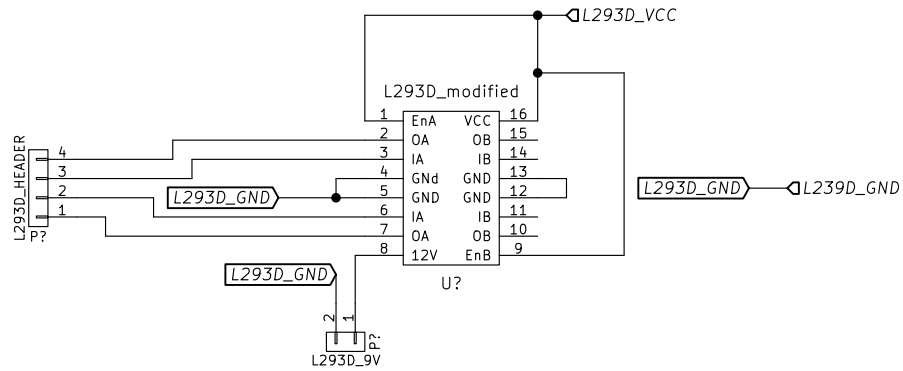 L293D_VCC
L293D_modified
1 EnA VCC 16
2 OA OB 15
3 IA IB 14
4 GNd GND 13
5 GND GND 12
6 IA IB 11
7 OA OB 10
8 12V EnB 9
U?
L293D_HEADER
4
3
2
1
P?
L293D_GND
L293D_GND
L239D_GND
L293D_GND
2
1
P?
L293D_9V